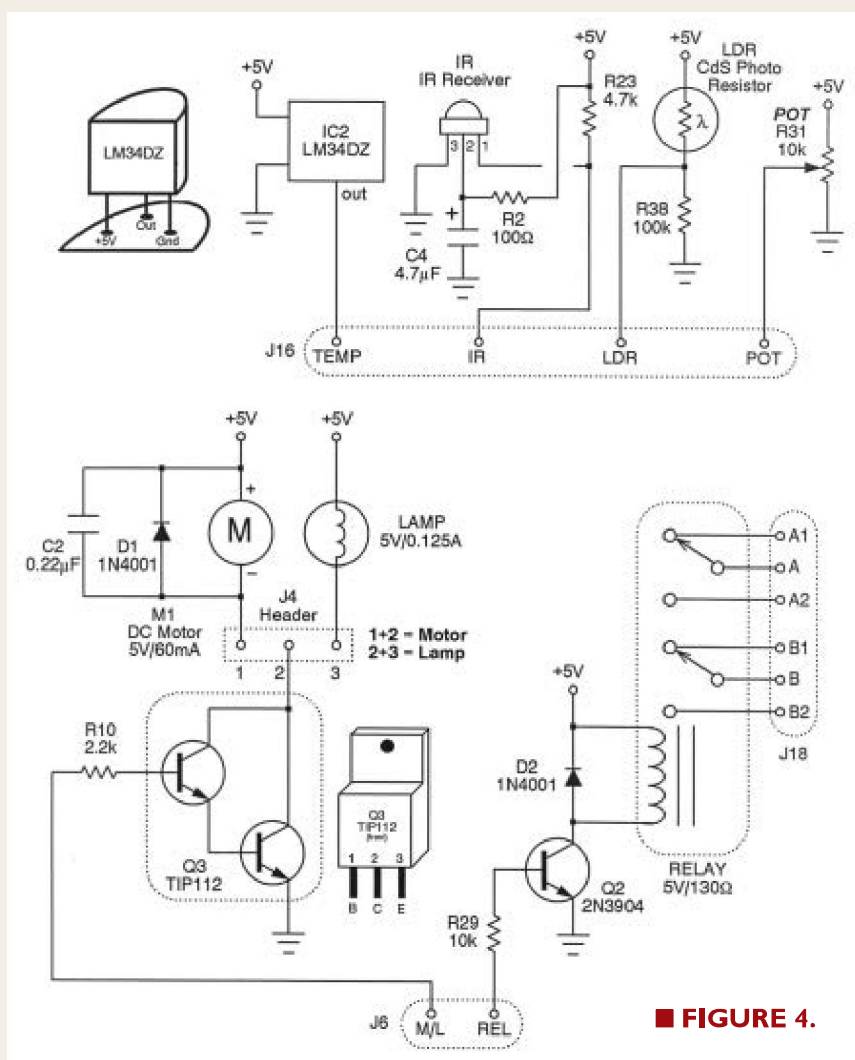 +5V
IR
IR Receiver
+5V
R23
4.7k
+5V
LDR
CdS Photo
Resistor
+5V
POT
R31
10k
LM34DZ
+5V
Out
Gnd
IC2
LM34DZ
out
3 2 1
+
R2
100Ω
C4
4.7µF
λ
R38
100k
J16
TEMP
IR
LDR
POT
+5V
+5V
C2
0.22µF
D1
1N4001
+
M
–
M1
DC Motor
5V/60mA
LAMP
5V/0.125A
J4
Header
1 2 3
1+2 = Motor
2+3 = Lamp
R10
2.2k
Q3
TIP112
Q3
TIP112
1 2 3
B C E
+5V
D2
1N4001
Q2
2N3904
R29
10k
RELAY
5V/130Ω
A1
A
A2
B1
B
B2
J18
J6
M/L
REL
■ FIGURE 4.